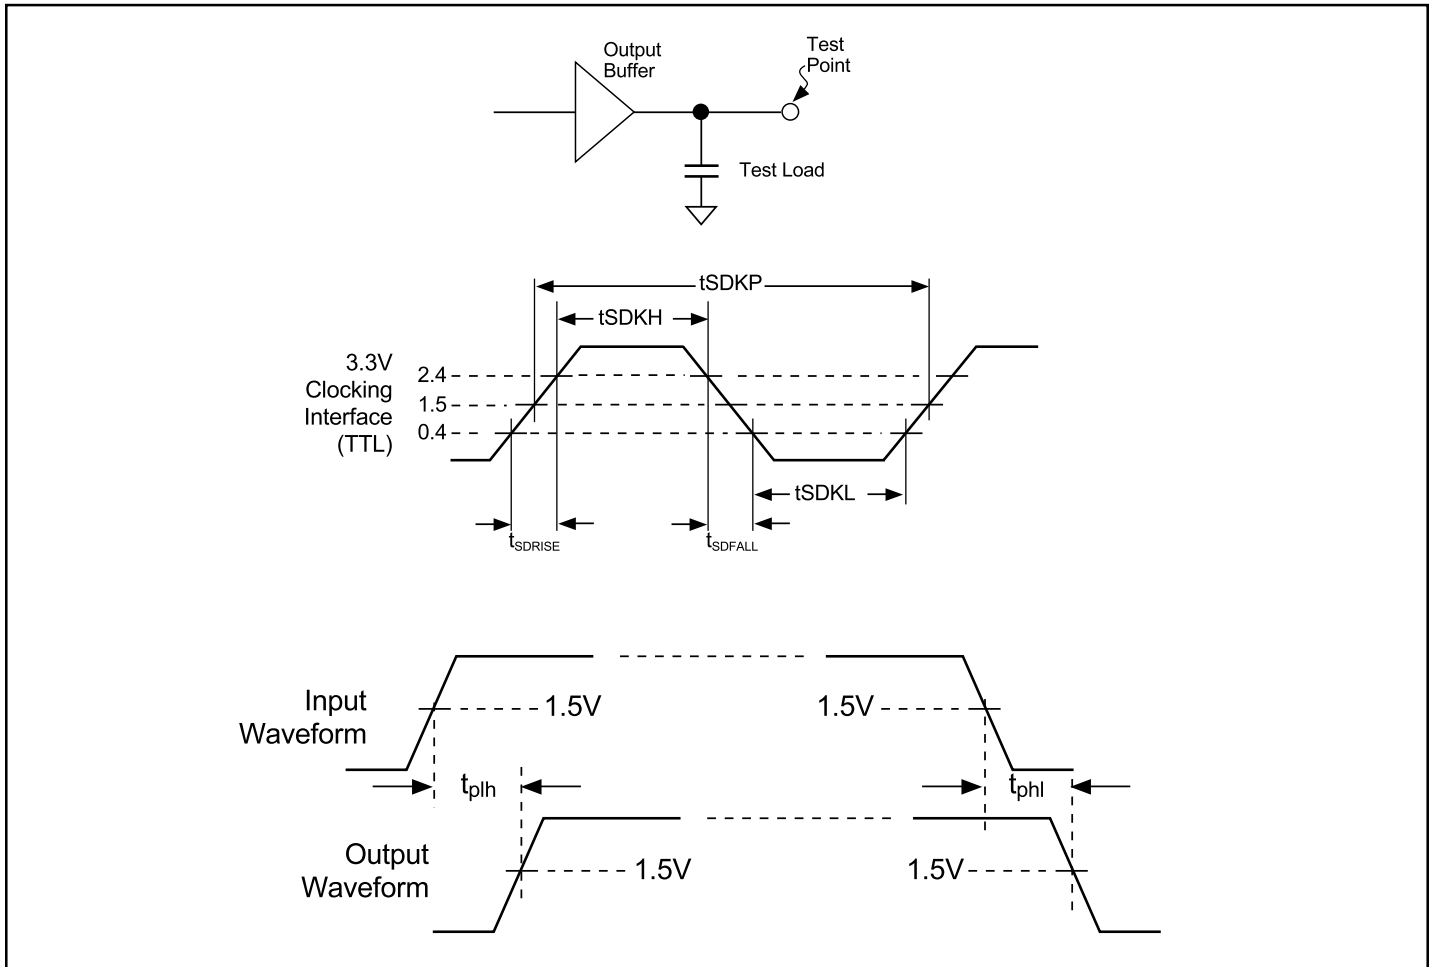 Output
Buffer
Test
Point
Test Load
tSDKP
tSDKH
3.3V
Clocking
Interface
(TTL)
2.4
1.5
0.4
tSDKL
tSDRISE
tSDFALL
Input
Waveform
1.5V
1.5V
tplh
tphl
Output
Waveform
1.5V
1.5V